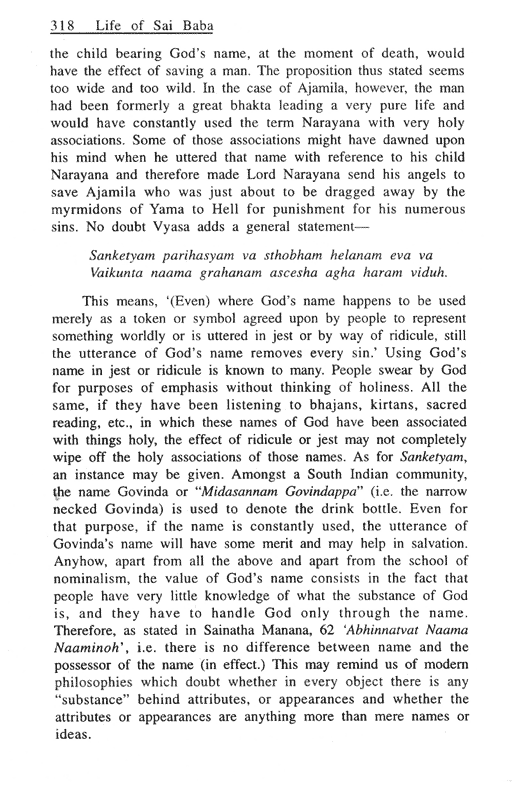 318 Life of Sai Baba
the child bearing God's name, at the moment of death, would
have the effect of saving a man. The proposition thus stated seems
too wide and too wild. In the case of Ajamila, however, the man
had been formerly a great bhakta leading a very pure life and
would have constantly used the term Narayana with very holy
associations. Some of those associations might have dawned upon
his mind when he uttered that name with reference to his child
Narayana and therefore made Lord Narayana send his angels to
save Ajamila who was just about to be dragged away by the
myrmidons of Yama to Hell for punishment for his numerous
sins. No doubt Vyasa adds a general statement—
Sanketyam parihasyam va sthobham helanam eva va
Vaikunta naama grahanam ascesha agha haram viduh.
This means, '(Even) where God's name happens to be used
merely as a token or symbol agreed upon by people to represent
something worldly or is uttered in jest or by way of ridicule, still
the utterance of God's name removes every sin.' Using God's
name in jest or ridicule is known to many. People swear by God
for purposes of emphasis without thinking of holiness. All the
same, if they have been listening to bhajans, kirtans, sacred
reading, etc., in which these names of God have been associated
with things holy, the effect of ridicule or jest may not completely
wipe off the holy associations of those names. As for Sanketyam,
an instance may be given. Amongst a South Indian community,
the name Govinda or "Midasannam Govindappa" (i.e. the narrow
necked Govinda) is used to denote the drink bottle. Even for
that purpose, if the name is constantly used, the utterance of
Govinda's name will have some merit and may help in salvation.
Anyhow, apart from all the above and apart from the school of
nominalism, the value of God's name consists in the fact that
people have very little knowledge of what the substance of God
is, and they have to handle God only through the name.
Therefore, as stated in Sainatha Manana, 62 'Abhinnatvat Naama
Naaminoh', i.e. there is no difference between name and the
possessor of the name (in effect.) This may remind us of modern
philosophies which doubt whether in every object there is any
"substance" behind attributes, or appearances and whether the
attributes or appearances are anything more than mere names or
ideas.